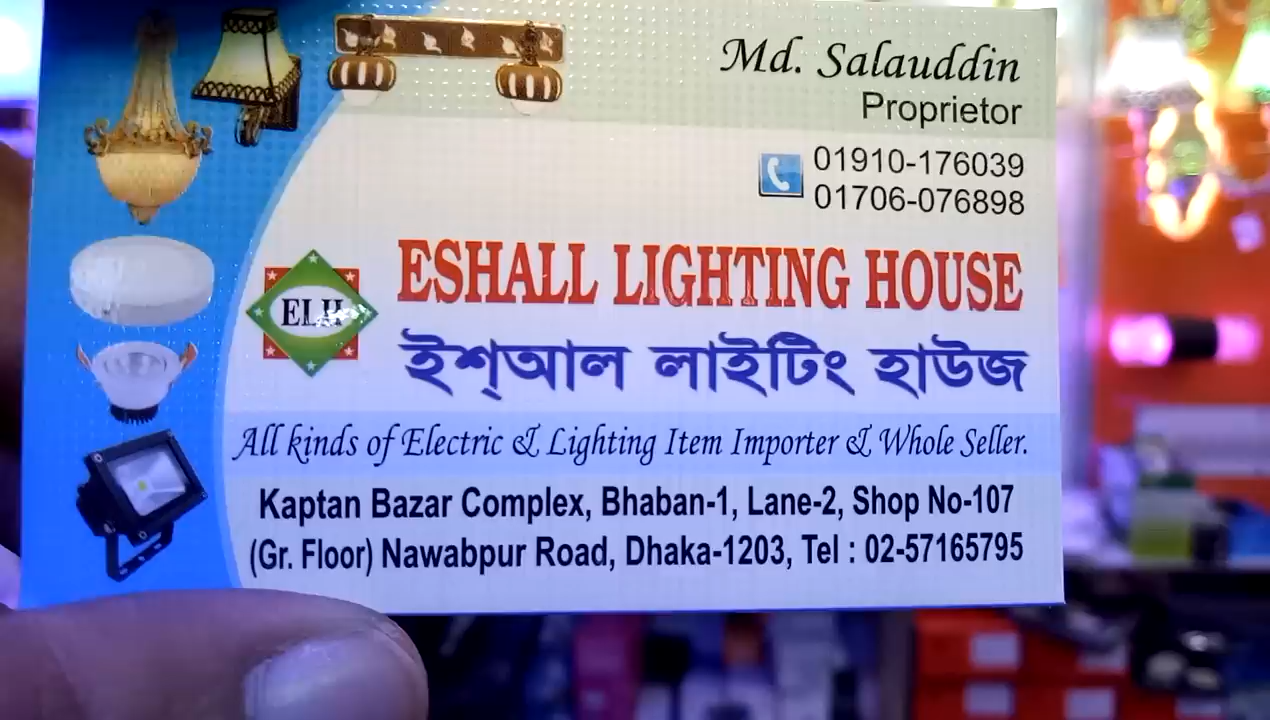 Md. Salauddin
Proprietor
01910-176039
01706-076898
ELH
ESHALL LIGHTING HOUSE
ইশ্আল লাইটিং হাউজ
All kinds of Electric & Lighting Item Importer & Whole Seller.
Kaptan Bazar Complex, Bhaban-1, Lane-2, Shop No-107
(Gr. Floor) Nawabpur Road, Dhaka-1203, Tel : 02-57165795